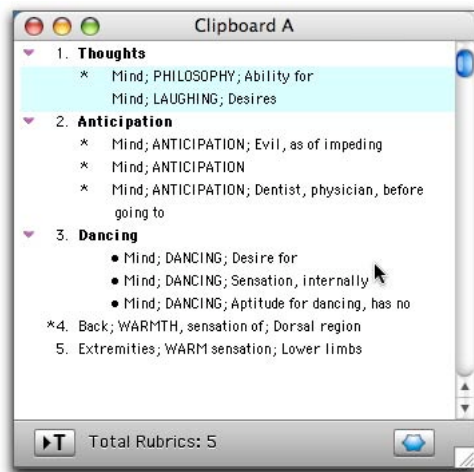 Clipboard A
1. Thoughts
* Mind; PHILOSOPHY; Ability for
Mind; LAUGHING; Desires
2. Anticipation
* Mind; ANTICIPATION; Evil, as of impeding
* Mind; ANTICIPATION
* Mind; ANTICIPATION; Dentist, physician, before
going to
3. Dancing
• Mind; DANCING; Desire for
• Mind; DANCING; Sensation, internally
• Mind; DANCING; Aptitude for dancing, has no
*4. Back; WARMTH, sensation of; Dorsal region
5. Extremities; WARM sensation; Lower limbs
T Total Rubrics: 5